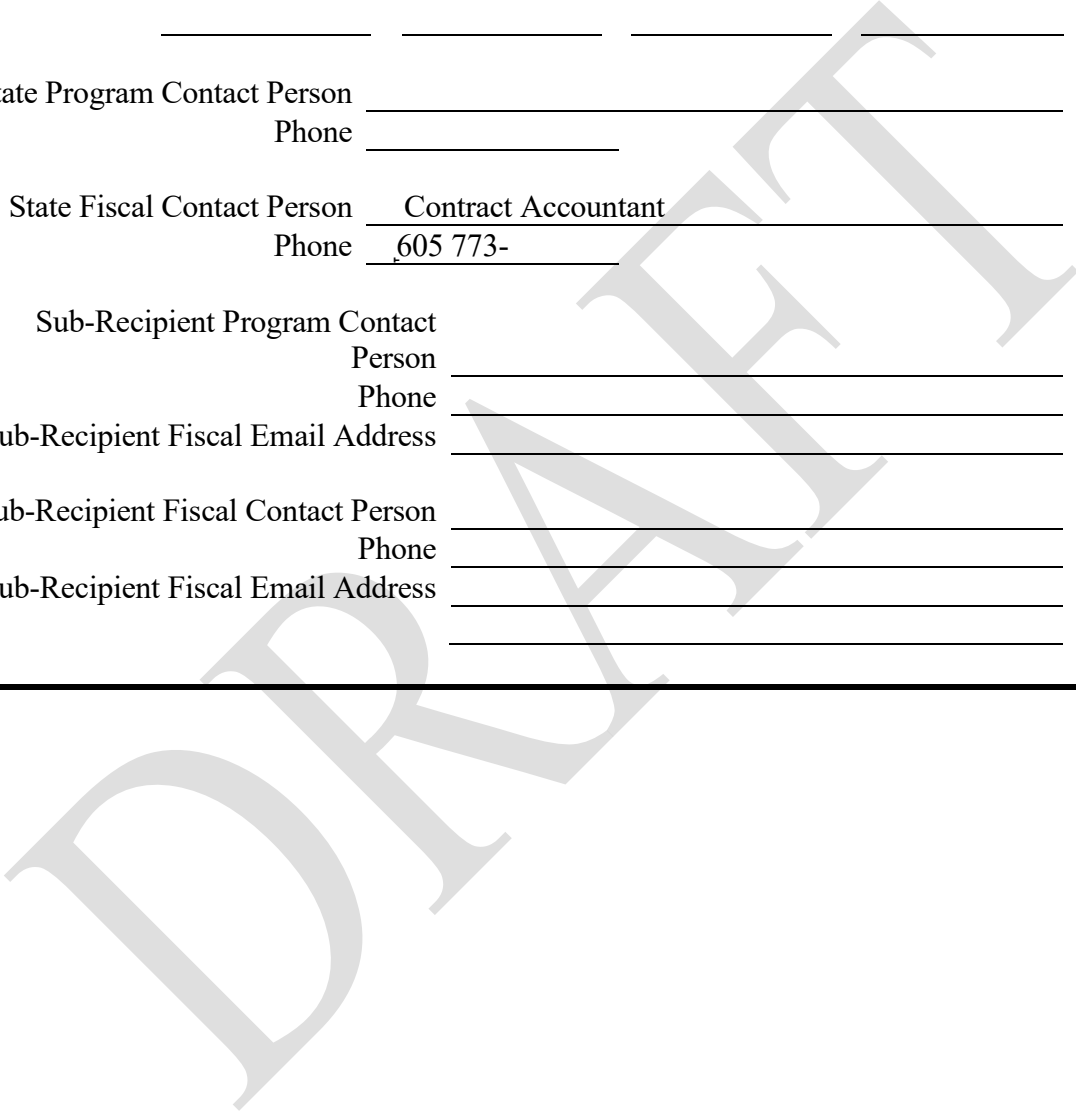 tate Program Contact Person
Phone
State Fiscal Contact Person Contract Accountant
Phone 605 773-
Sub-Recipient Program Contact
Person
Phone
ub-Recipient Fiscal Email Address
ub-Recipient Fiscal Contact Person
Phone
ub-Recipient Fiscal Email Address
DRAFT